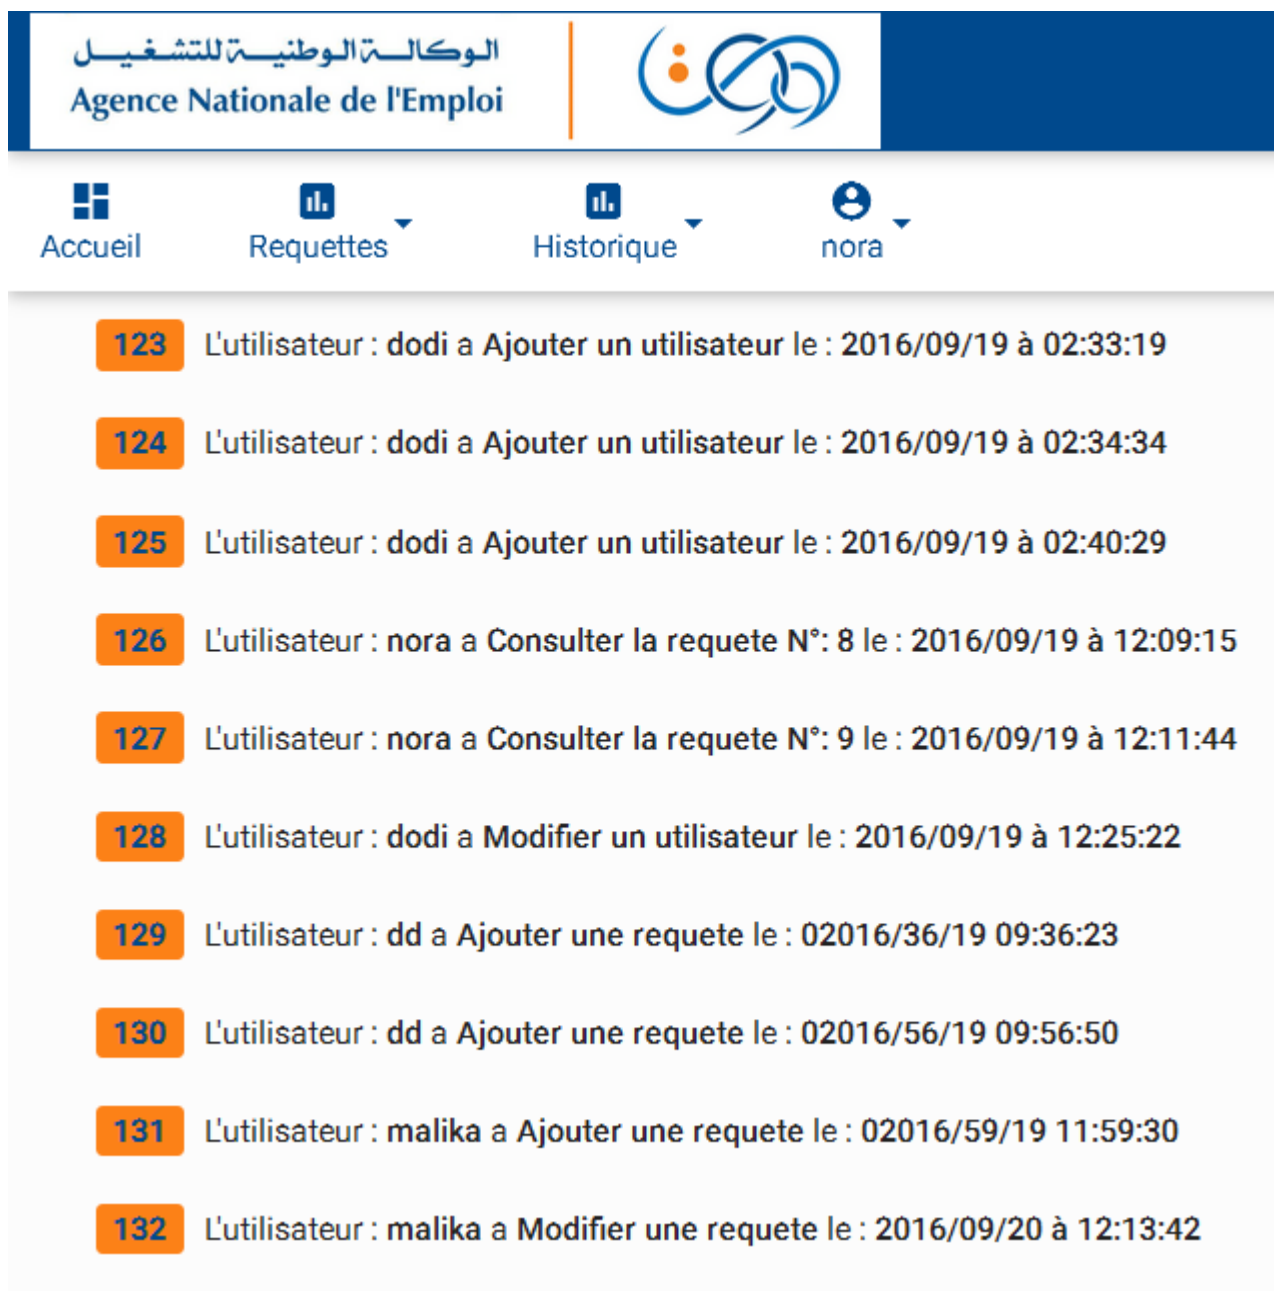 الوكالة الوطنية للتشغيل
Agence Nationale de l'Emploi
Accueil
Requettes
Historique
nora
123 L'utilisateur : dodi a Ajouter un utilisateur le : 2016/09/19 à 02:33:19
124 L'utilisateur : dodi a Ajouter un utilisateur le : 2016/09/19 à 02:34:34
125 L'utilisateur : dodi a Ajouter un utilisateur le : 2016/09/19 à 02:40:29
126 L'utilisateur : nora a Consulter la requete N°: 8 le : 2016/09/19 à 12:09:15
127 L'utilisateur : nora a Consulter la requete N°: 9 le : 2016/09/19 à 12:11:44
128 L'utilisateur : dodi a Modifier un utilisateur le : 2016/09/19 à 12:25:22
129 L'utilisateur : dd a Ajouter une requete le : 02016/36/19 09:36:23
130 L'utilisateur : dd a Ajouter une requete le : 02016/56/19 09:56:50
131 L'utilisateur : malika a Ajouter une requete le : 02016/59/19 11:59:30
132 L'utilisateur : malika a Modifier une requete le : 2016/09/20 à 12:13:42